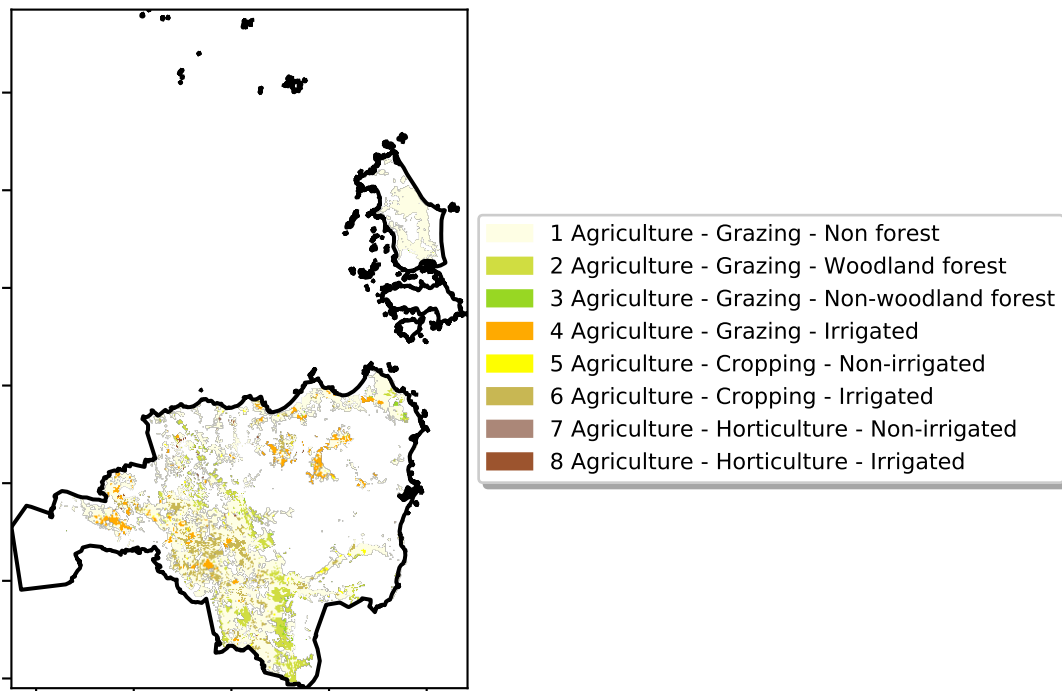 1 Agriculture - Grazing - Non forest
2 Agriculture - Grazing - Woodland forest
3 Agriculture - Grazing - Non-woodland forest
4 Agriculture - Grazing - Irrigated
5 Agriculture - Cropping - Non-irrigated
6 Agriculture - Cropping - Irrigated
7 Agriculture - Horticulture - Non-irrigated
8 Agriculture - Horticulture - Irrigated